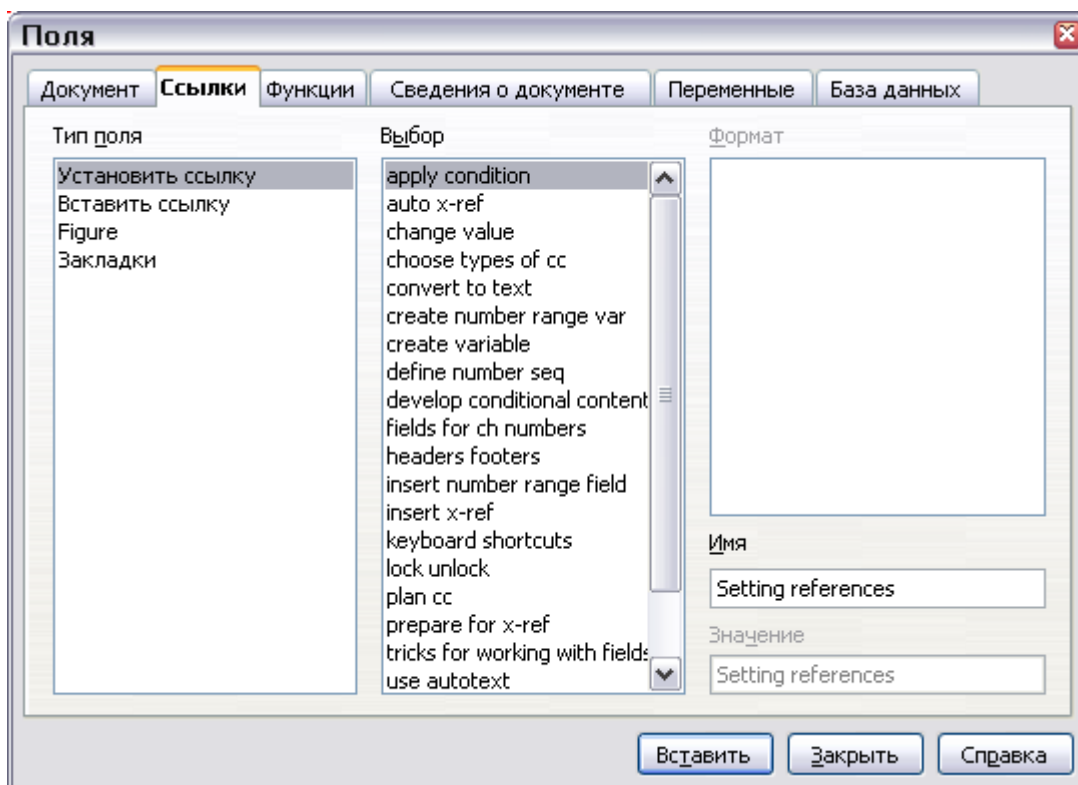 Поля
Документ
Ссылки
Функции
Сведения о документе
Переменные
База данных
Тип поля
Установить ссылку
Вставить ссылку
Figure
Закладки
Выбор
apply condition
auto x-ref
change value
choose types of cc
convert to text
create number range var
create variable
define number seq
develop conditional content
fields for ch numbers
headers footers
insert number range field
insert x-ref
keyboard shortcuts
lock unlock
plan cc
prepare for x-ref
tricks for working with fields
use autotext
Формат
Имя
Setting references
Значение
Setting references
Вставить
Закрыть
Справка